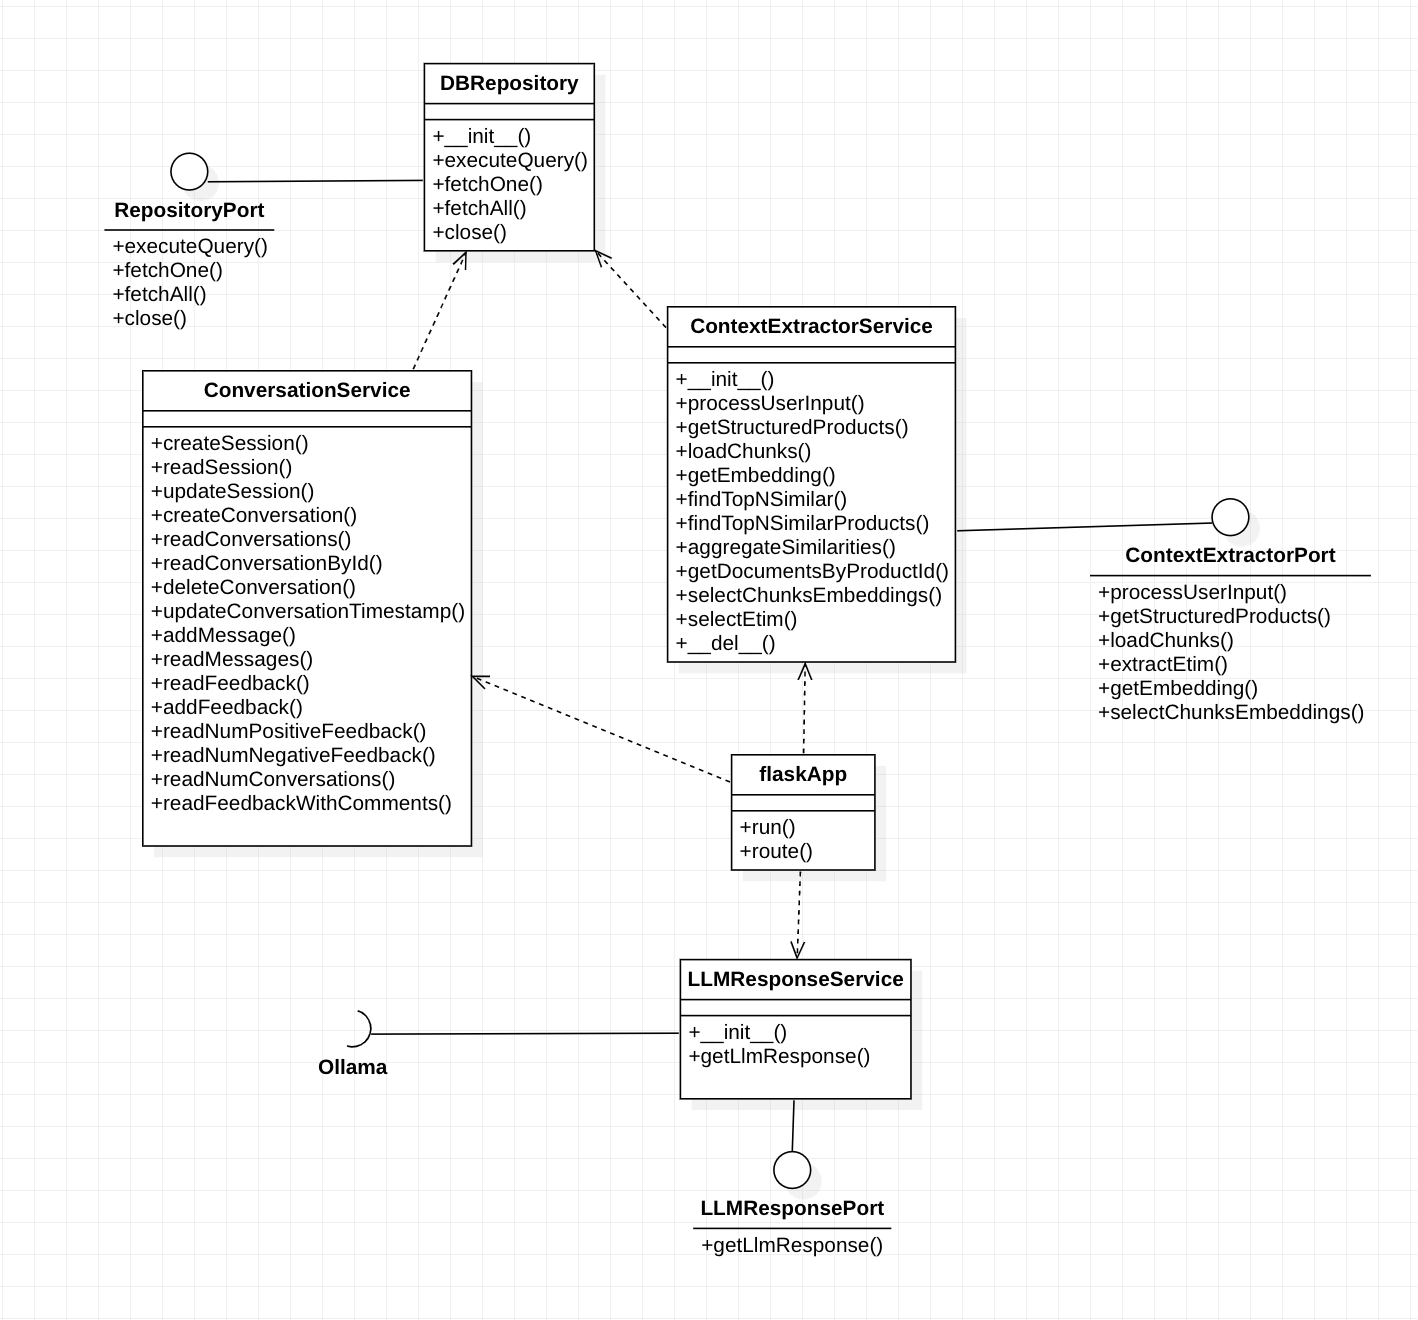 DBRepository
+__init__()
+executeQuery()
+fetchOne()
+fetchAll()
+close()
RepositoryPort
+executeQuery()
+fetchOne()
+fetchAll()
+close()
ContextExtractorService
+__init__()
+processUserInput()
+getStructuredProducts()
+loadChunks()
+getEmbedding()
+findTopNSimilar()
+findTopNSimilarProducts()
+aggregateSimilarities()
+getDocumentsByProductId()
+selectChunksEmbeddings()
+selectEtim()
+__del__()
ConversationService
+createSession()
+readSession()
+updateSession()
+createConversation()
+readConversations()
+readConversationById()
+deleteConversation()
+updateConversationTimestamp()
+addMessage()
+readMessages()
+readFeedback()
+addFeedback()
+readNumPositiveFeedback()
+readNumNegativeFeedback()
+readNumConversations()
+readFeedbackWithComments()
ContextExtractorPort
+processUserInput()
+getStructuredProducts()
+loadChunks()
+extractEtim()
+getEmbedding()
+selectChunksEmbeddings()
flaskApp
+run()
+route()
LLMResponseService
+__init__()
+getLlmResponse()
Ollama
LLMResponsePort
+getLlmResponse()